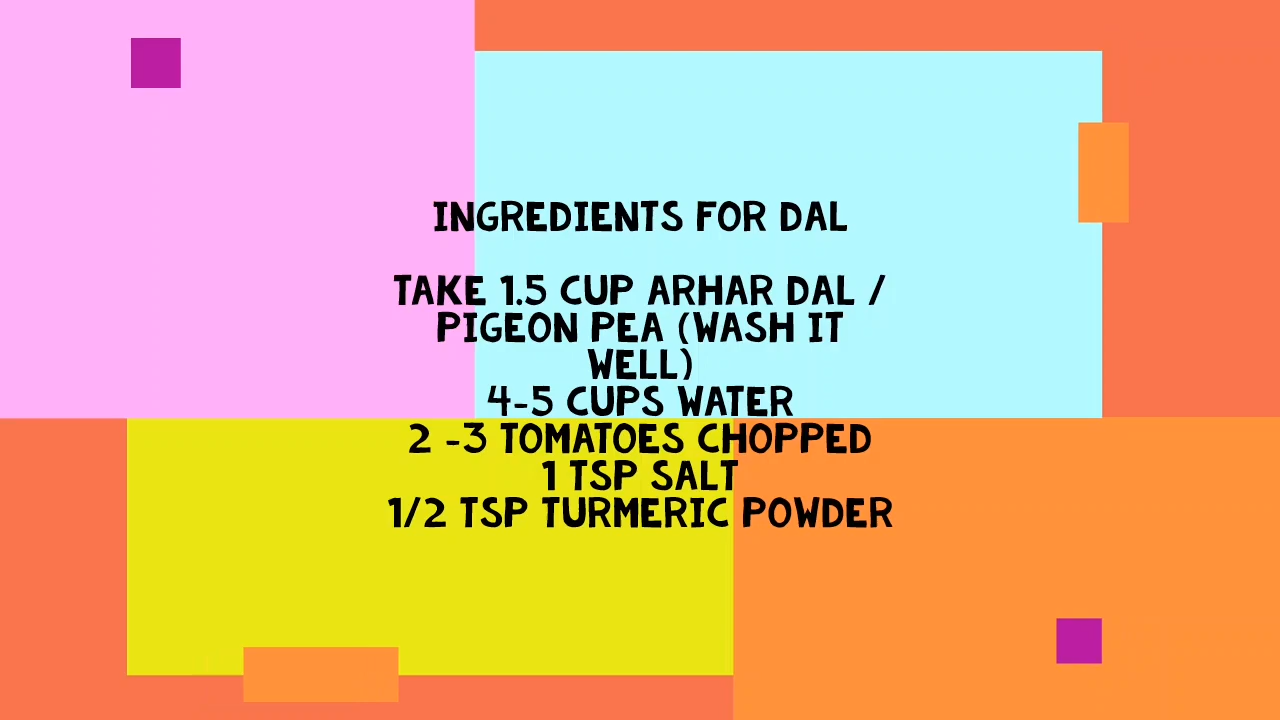 INGREDIENTS FOR DAL
TAKE 1.5 CUP ARHAR DAL /
PIGEON PEA (WASH IT
WELL)
4-5 CUPS WATER
2 -3 TOMATOES CHOPPED
1 TSP SALT
1/2 TSP TURMERIC POWDER